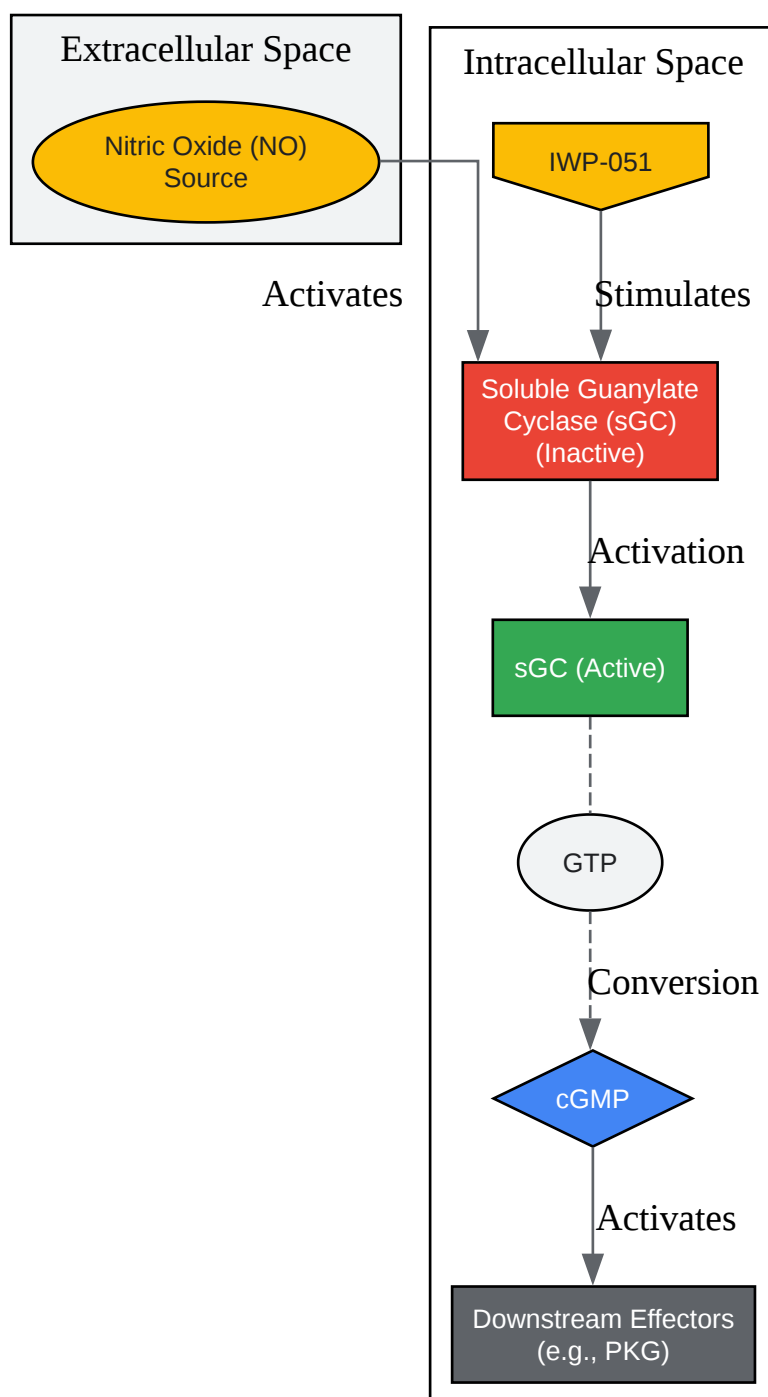 Extracellular Space
Intracellular Space
Nitric Oxide (NO)
Source
IWP-051
Activates
Stimulates
Soluble Guanylate
Cyclase (sGC)
(Inactive)
Activation
sGC (Active)
GTP
Conversion
cGMP
Activates
Downstream Effectors
(e.g., PKG)